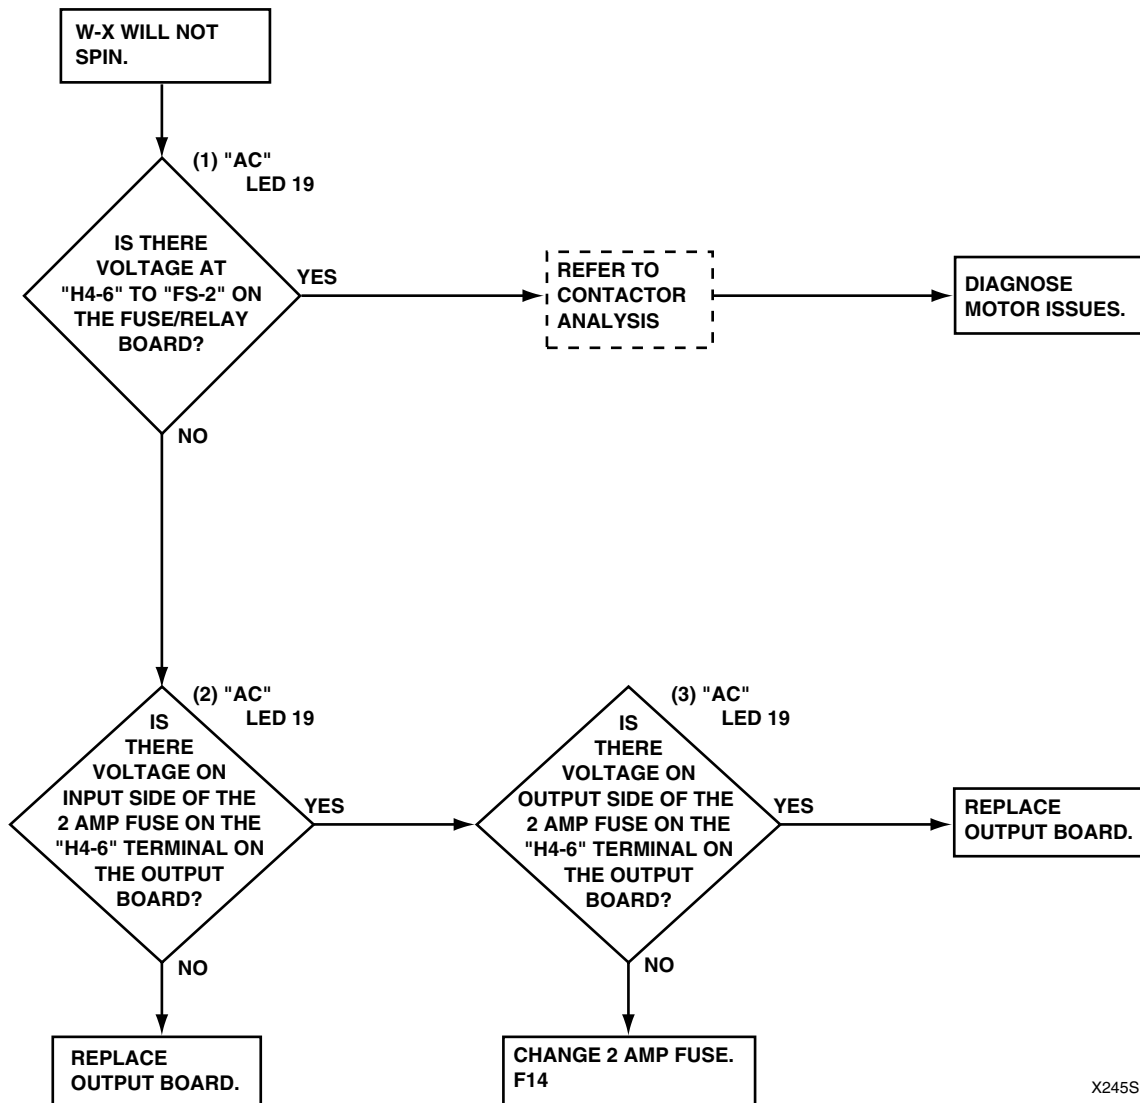 W-X WILL NOT
SPIN.
(1) "AC"
LED 19
IS THERE
VOLTAGE AT
"H4-6" TO "FS-2" ON
THE FUSE/RELAY
BOARD?
YES
REFER TO
CONTACTOR
ANALYSIS
DIAGNOSE
MOTOR ISSUES.
NO
(2) "AC"
LED 19
IS
THERE
VOLTAGE ON
INPUT SIDE OF THE
2 AMP FUSE ON THE
"H4-6" TERMINAL ON
THE OUTPUT
BOARD?
YES
(3) "AC"
LED 19
IS
THERE
VOLTAGE ON
OUTPUT SIDE OF THE
2 AMP FUSE ON THE
"H4-6" TERMINAL ON
THE OUTPUT
BOARD?
YES
REPLACE
OUTPUT BOARD.
NO
NO
REPLACE
OUTPUT BOARD.
CHANGE 2 AMP FUSE.
F14
X245S